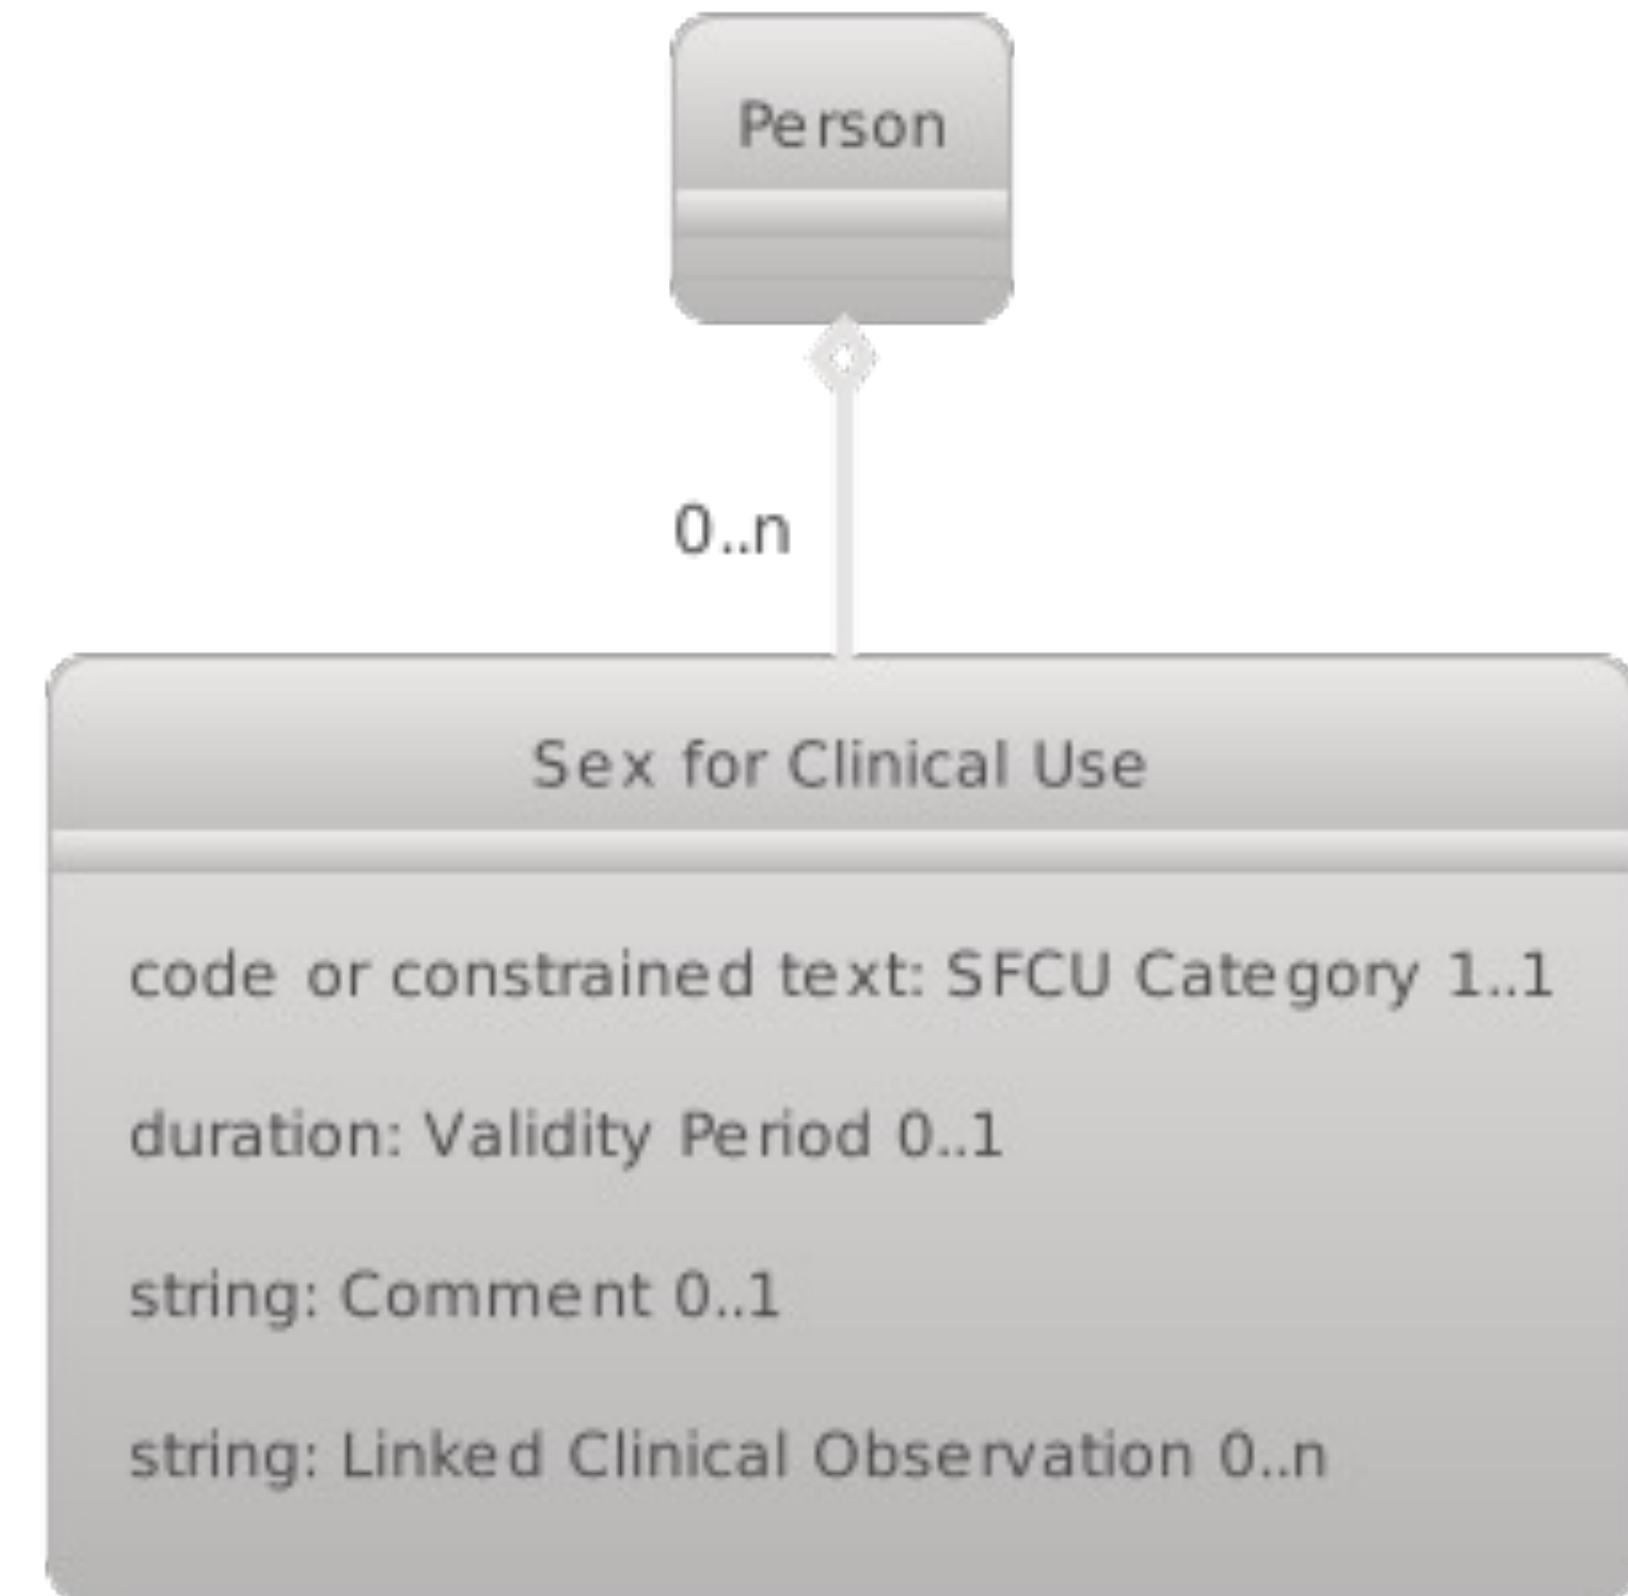 Person
0..n
Sex for Clinical Use
code or constrained text: SFCU Category 1..1
duration: Validity Period 0..1
string: Comment 0..1
string: Linked Clinical Observation 0..n